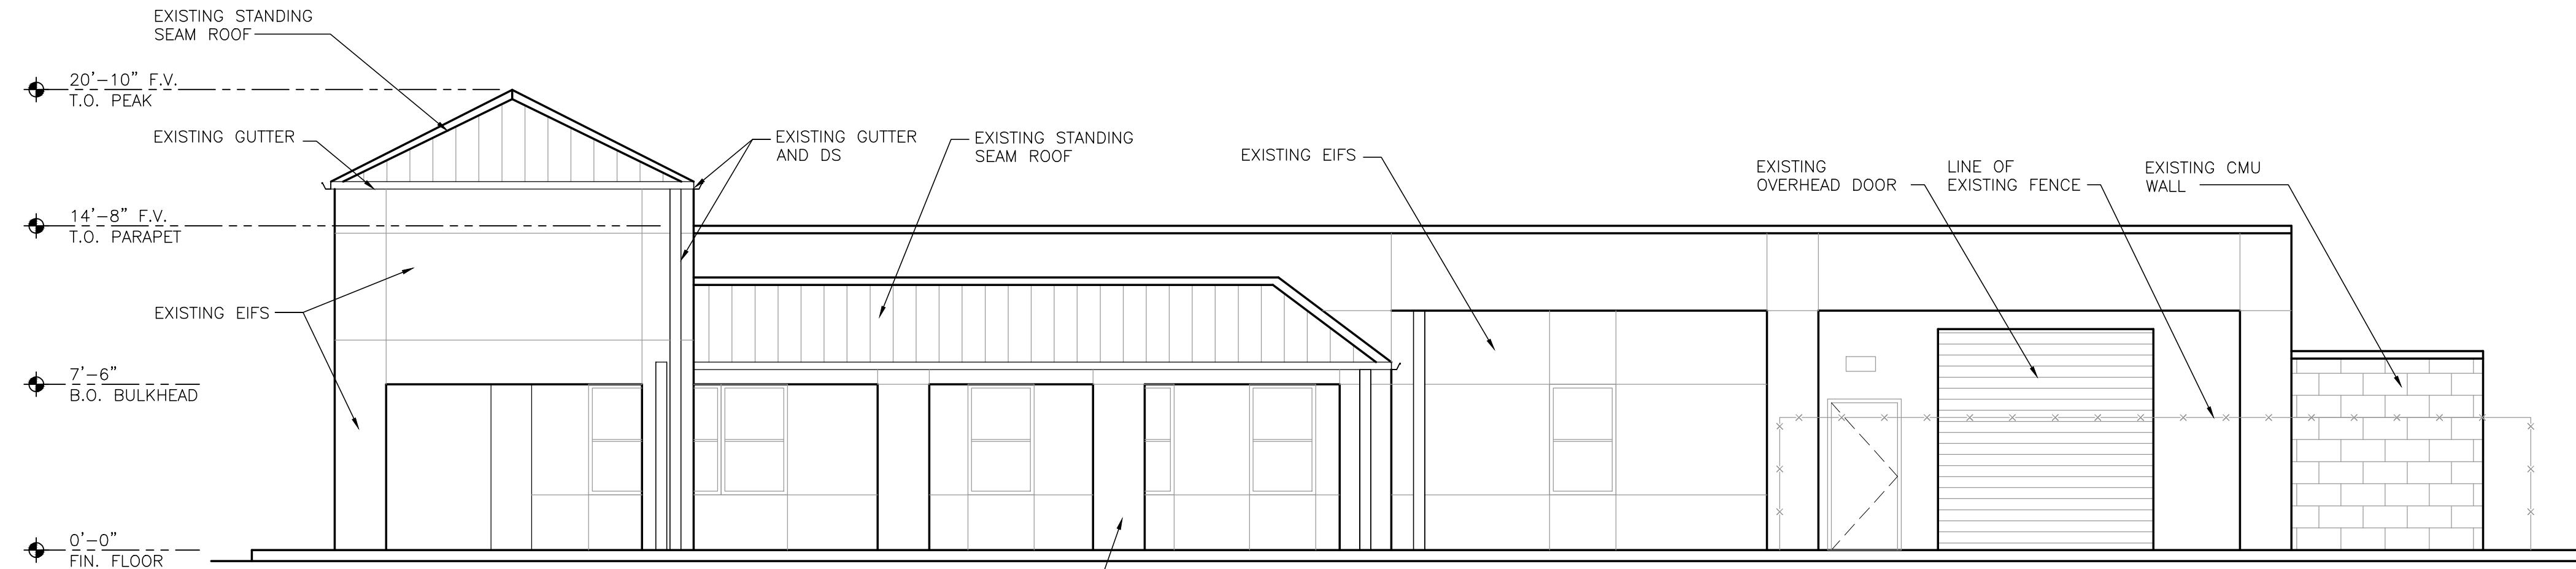 EXISTING STANDING
SEAM ROOF
20'-10" F.V.
T.O. PEAK
EXISTING GUTTER
EXISTING GUTTER
AND DS
EXISTING STANDING
SEAM ROOF
EXISTING EIFS
EXISTING
OVERHEAD DOOR
LINE OF
EXISTING FENCE
EXISTING CMU
WALL
14'-8" F.V.
T.O. PARAPET
EXISTING EIFS
7'-6"
B.O. BULKHEAD
0'-0"
FIN. FLOOR